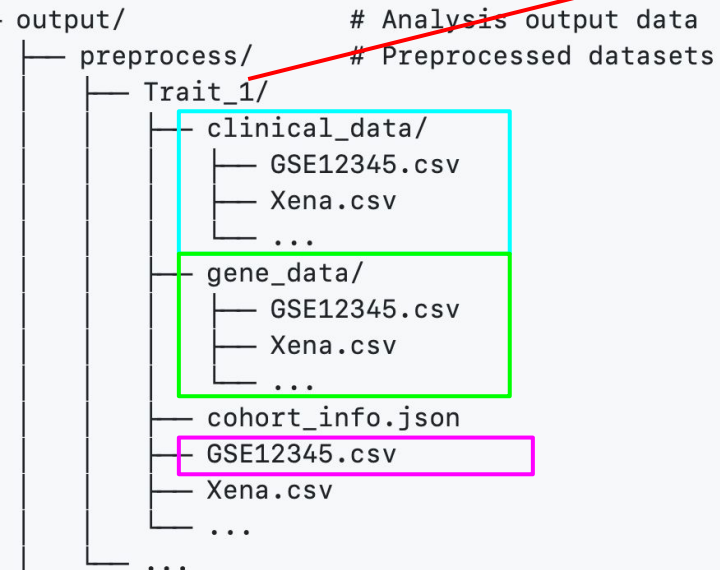 output/ # Analysis output data
├── preprocess/ # Preprocessed datasets
├── Trait_1/
├── clinical_data/
├── GSE12345.csv
├── Xena.csv
└── ...
├── gene_data/
├── GSE12345.csv
├── Xena.csv
└── ...
├── cohort_info.json
├── GSE12345.csv
├── Xena.csv
└── ...
└── ...